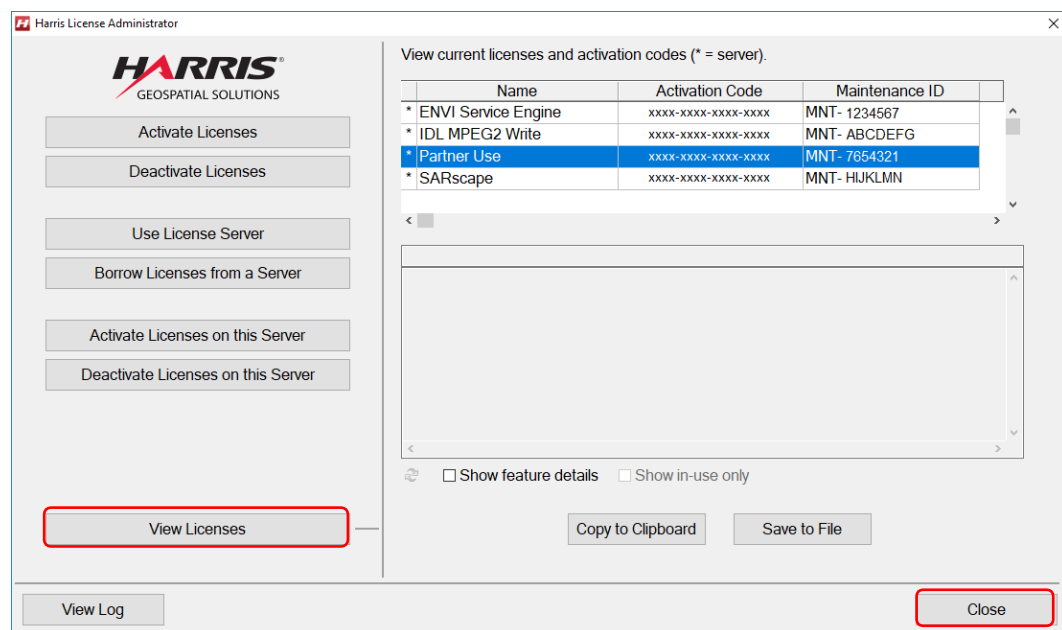 Harris License Administrator
HARRIS®
GEOSPATIAL SOLUTIONS
Activate Licenses
Deactivate Licenses
Use License Server
Borrow Licenses from a Server
Activate Licenses on this Server
Deactivate Licenses on this Server
View Licenses
View current licenses and activation codes (* = server).
Name Activation Code Maintenance ID
* ENVI Service Engine xxxx-xxxx-xxxx-xxxx MNT- 1234567
* IDL MPEG2 Write xxxx-xxxx-xxxx-xxxx MNT- ABCDEFG
* Partner Use xxxx-xxxx-xxxx-xxxx MNT- 7654321
* SARscape xxxx-xxxx-xxxx-xxxx MNT- HIJKLMN
Show feature details Show in-use only
Copy to Clipboard Save to File
View Log Close